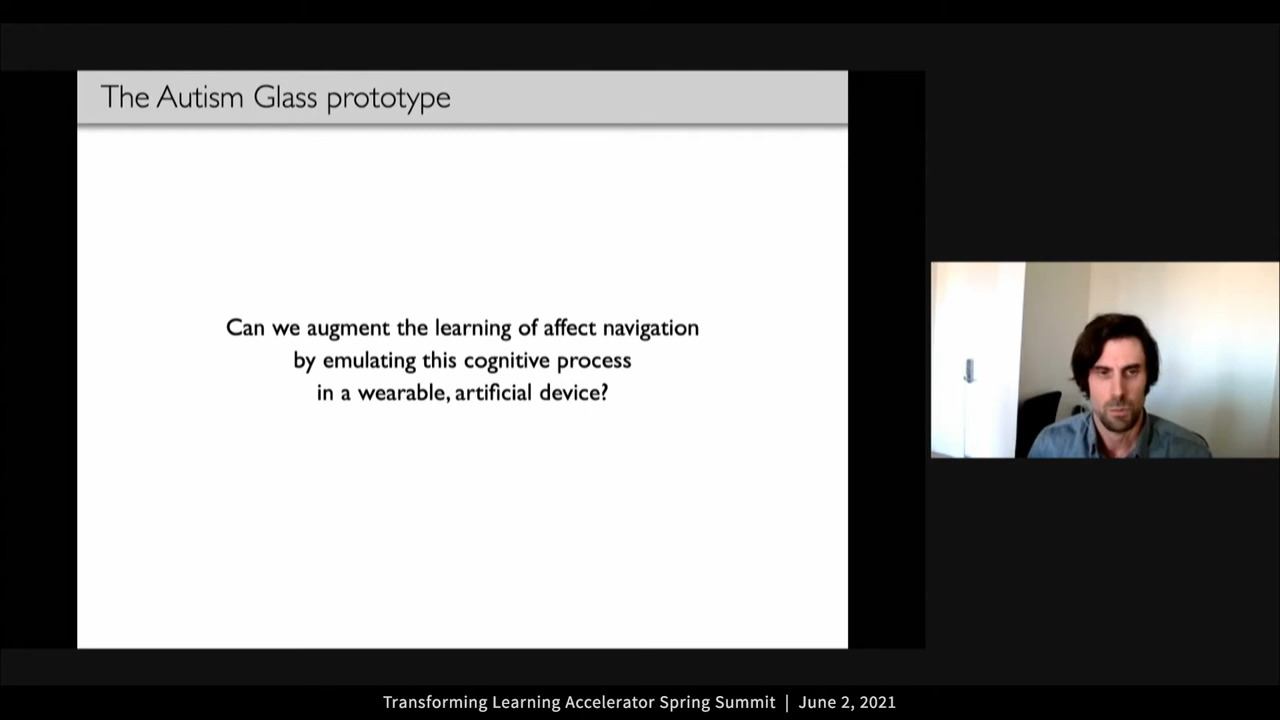 The Autism Glass prototype
Can we augment the learning of affect navigation
by emulating this cognitive process
in a wearable, artificial device?
Transforming Learning Accelerator Spring Summit | June 2, 2021